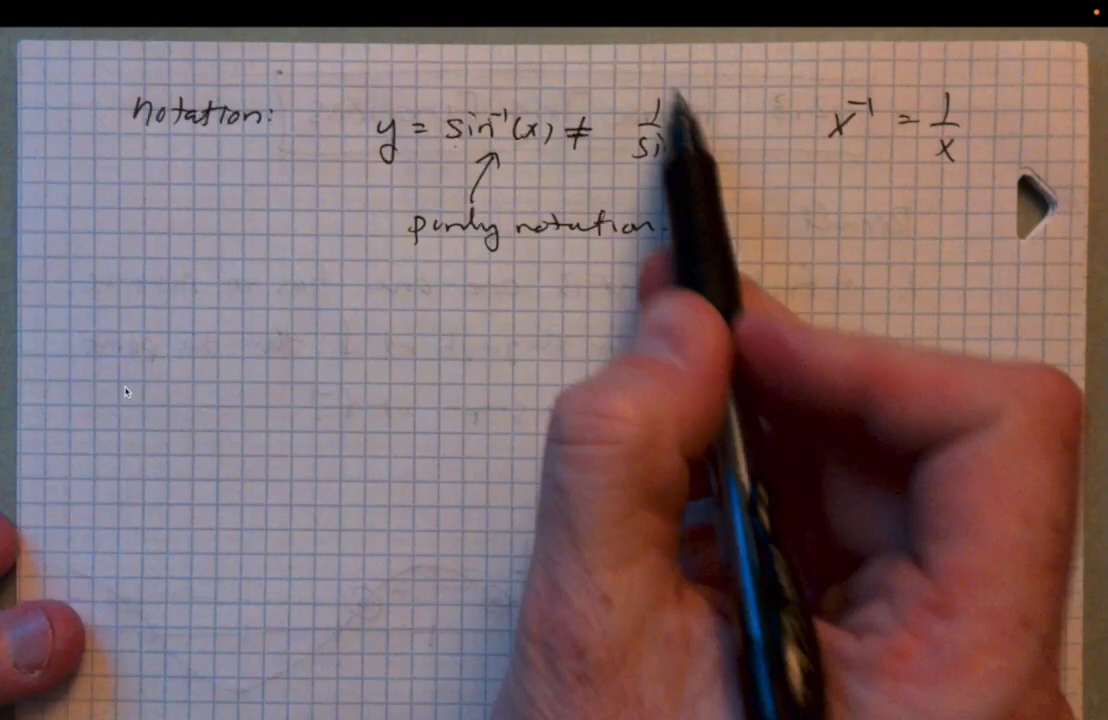 notation: y = sin⁻¹(x) ≠ 1/si x⁻¹ = 1/x
purely notation.